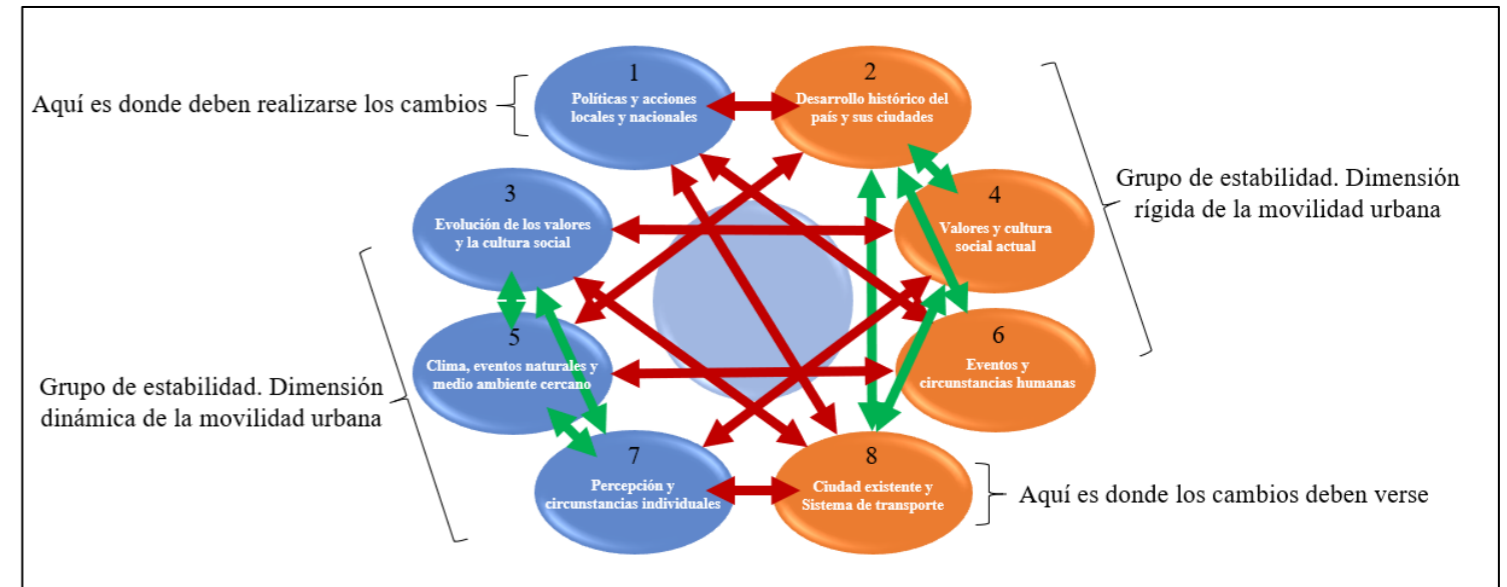 1
Políticas y acciones
locales y nacionales
2
Desarrollo histórico del
país y sus ciudades
Aquí es donde deben realizarse los cambios
3
Evolución de los valores
y la cultura social
4
Valores y cultura
social actual
Grupo de estabilidad. Dimensión
rígida de la movilidad urbana
5
Clima, eventos naturales y
medio ambiente cercano
6
Eventos y
circunstancias humanas
Grupo de estabilidad. Dimensión
dinámica de la movilidad urbana
7
Percepción y
circunstancias individuales
8
Ciudad existente y
Sistema de transporte
Aquí es donde los cambios deben verse